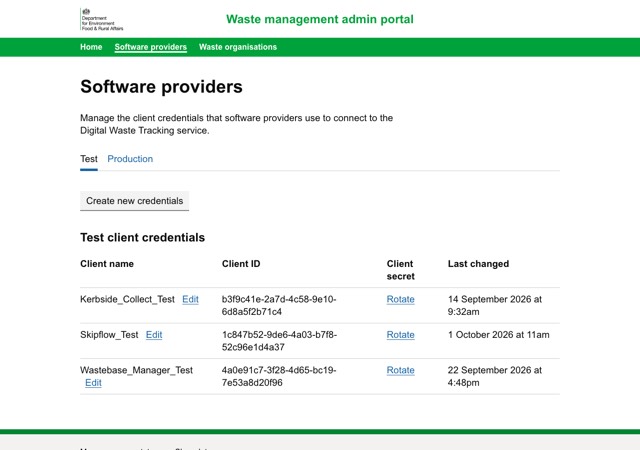 Department
for Environment
Food & Rural Affairs
Waste management admin portal
Home Software providers Waste organisations
Software providers
Manage the client credentials that software providers use to connect to the
Digital Waste Tracking service.
Test Production
Create new credentials
Test client credentials
Client name Client ID Client secret Last changed
Kerbside_Collect_Test Edit b3f9c41e-2a7d-4c58-9e10-6d8a5f2b71c4 Rotate 14 September 2026 at 9:32am
Skipflow_Test Edit 1c847b52-9de6-4a03-b7f8-52c96e1d4a37 Rotate 1 October 2026 at 11am
Wastebase_Manager_Test Edit 4a0e91c7-3f28-4d65-bc19-7e53a8d20f96 Rotate 22 September 2026 at 4:48pm